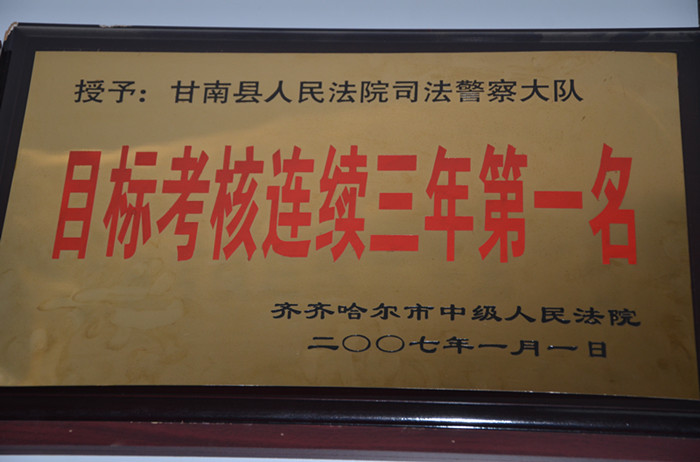 授予：甘南县人民法院司法警察大队
目标考核连续三年第一名
齐齐哈尔市中级人民法院
二〇〇七年一月一日